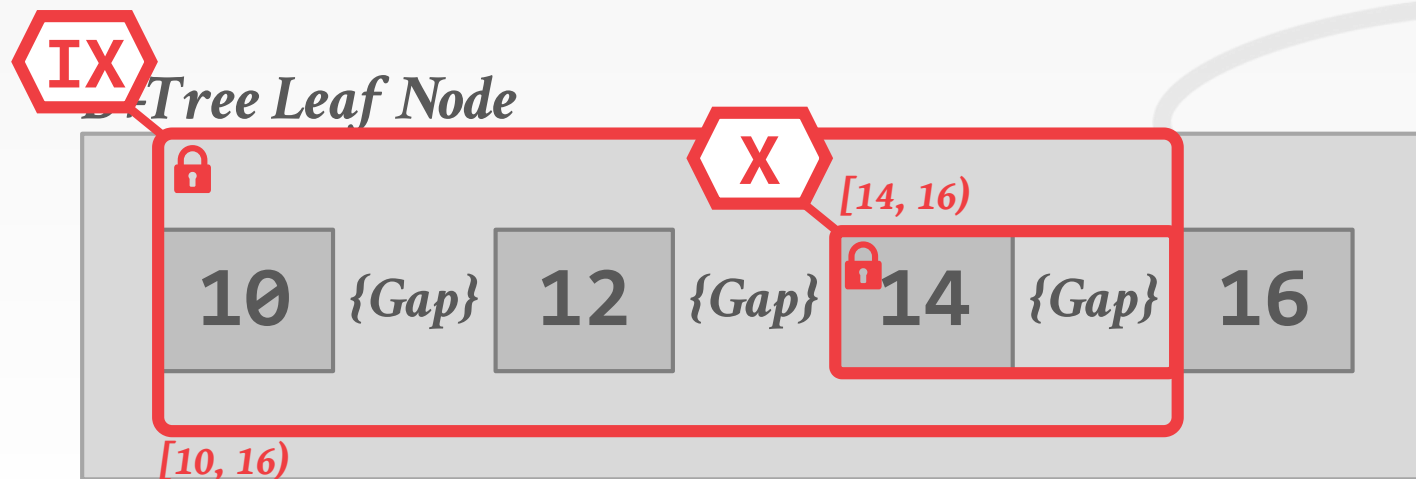 IX
B+Tree Leaf Node
X
[14, 16)
10 {Gap} 12 {Gap} 14 {Gap} 16
[10, 16)